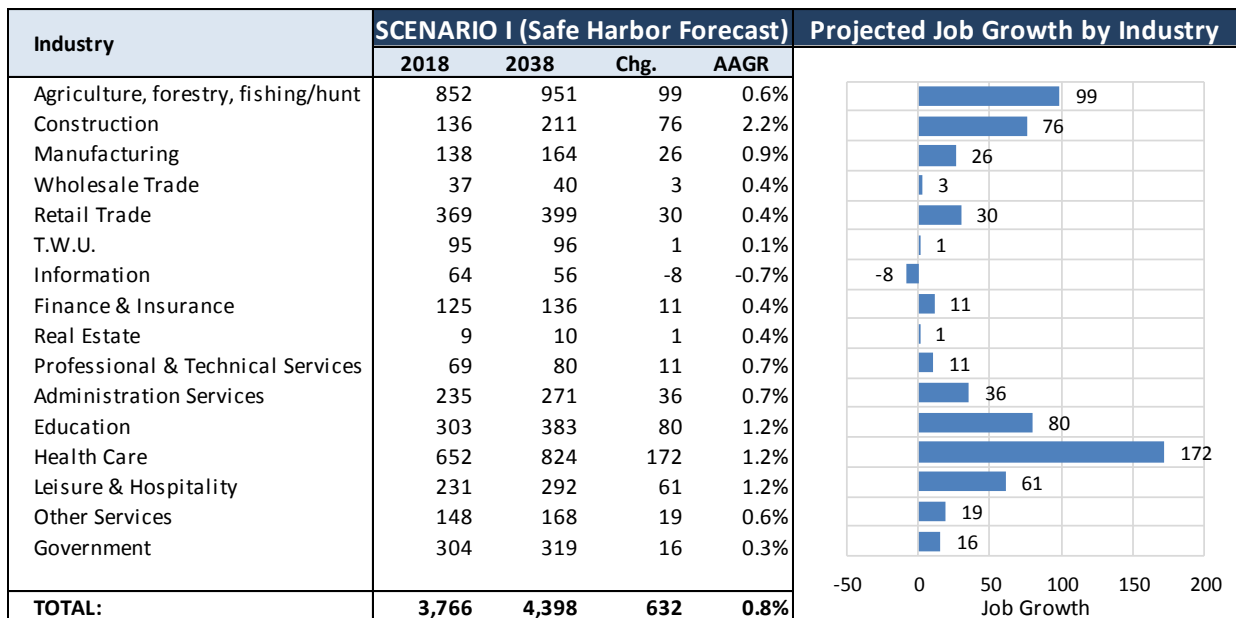 Industry SCENARIO I (Safe Harbor Forecast) Projected Job Growth by Industry
2018 2038 Chg. AAGR
Agriculture, forestry, fishing/hunt 852 951 99 0.6% 99
Construction 136 211 76 2.2% 76
Manufacturing 138 164 26 0.9% 26
Wholesale Trade 37 40 3 0.4% 3
Retail Trade 369 399 30 0.4% 30
T.W.U. 95 96 1 0.1% 1
Information 64 56 -8 -0.7% -8
Finance & Insurance 125 136 11 0.4% 11
Real Estate 9 10 1 0.4% 1
Professional & Technical Services 69 80 11 0.7% 11
Administration Services 235 271 36 0.7% 36
Education 303 383 80 1.2% 80
Health Care 652 824 172 1.2% 172
Leisure & Hospitality 231 292 61 1.2% 61
Other Services 148 168 19 0.6% 19
Government 304 319 16 0.3% 16
-50 0 50 100 150 200
TOTAL: 3,766 4,398 632 0.8% Job Growth